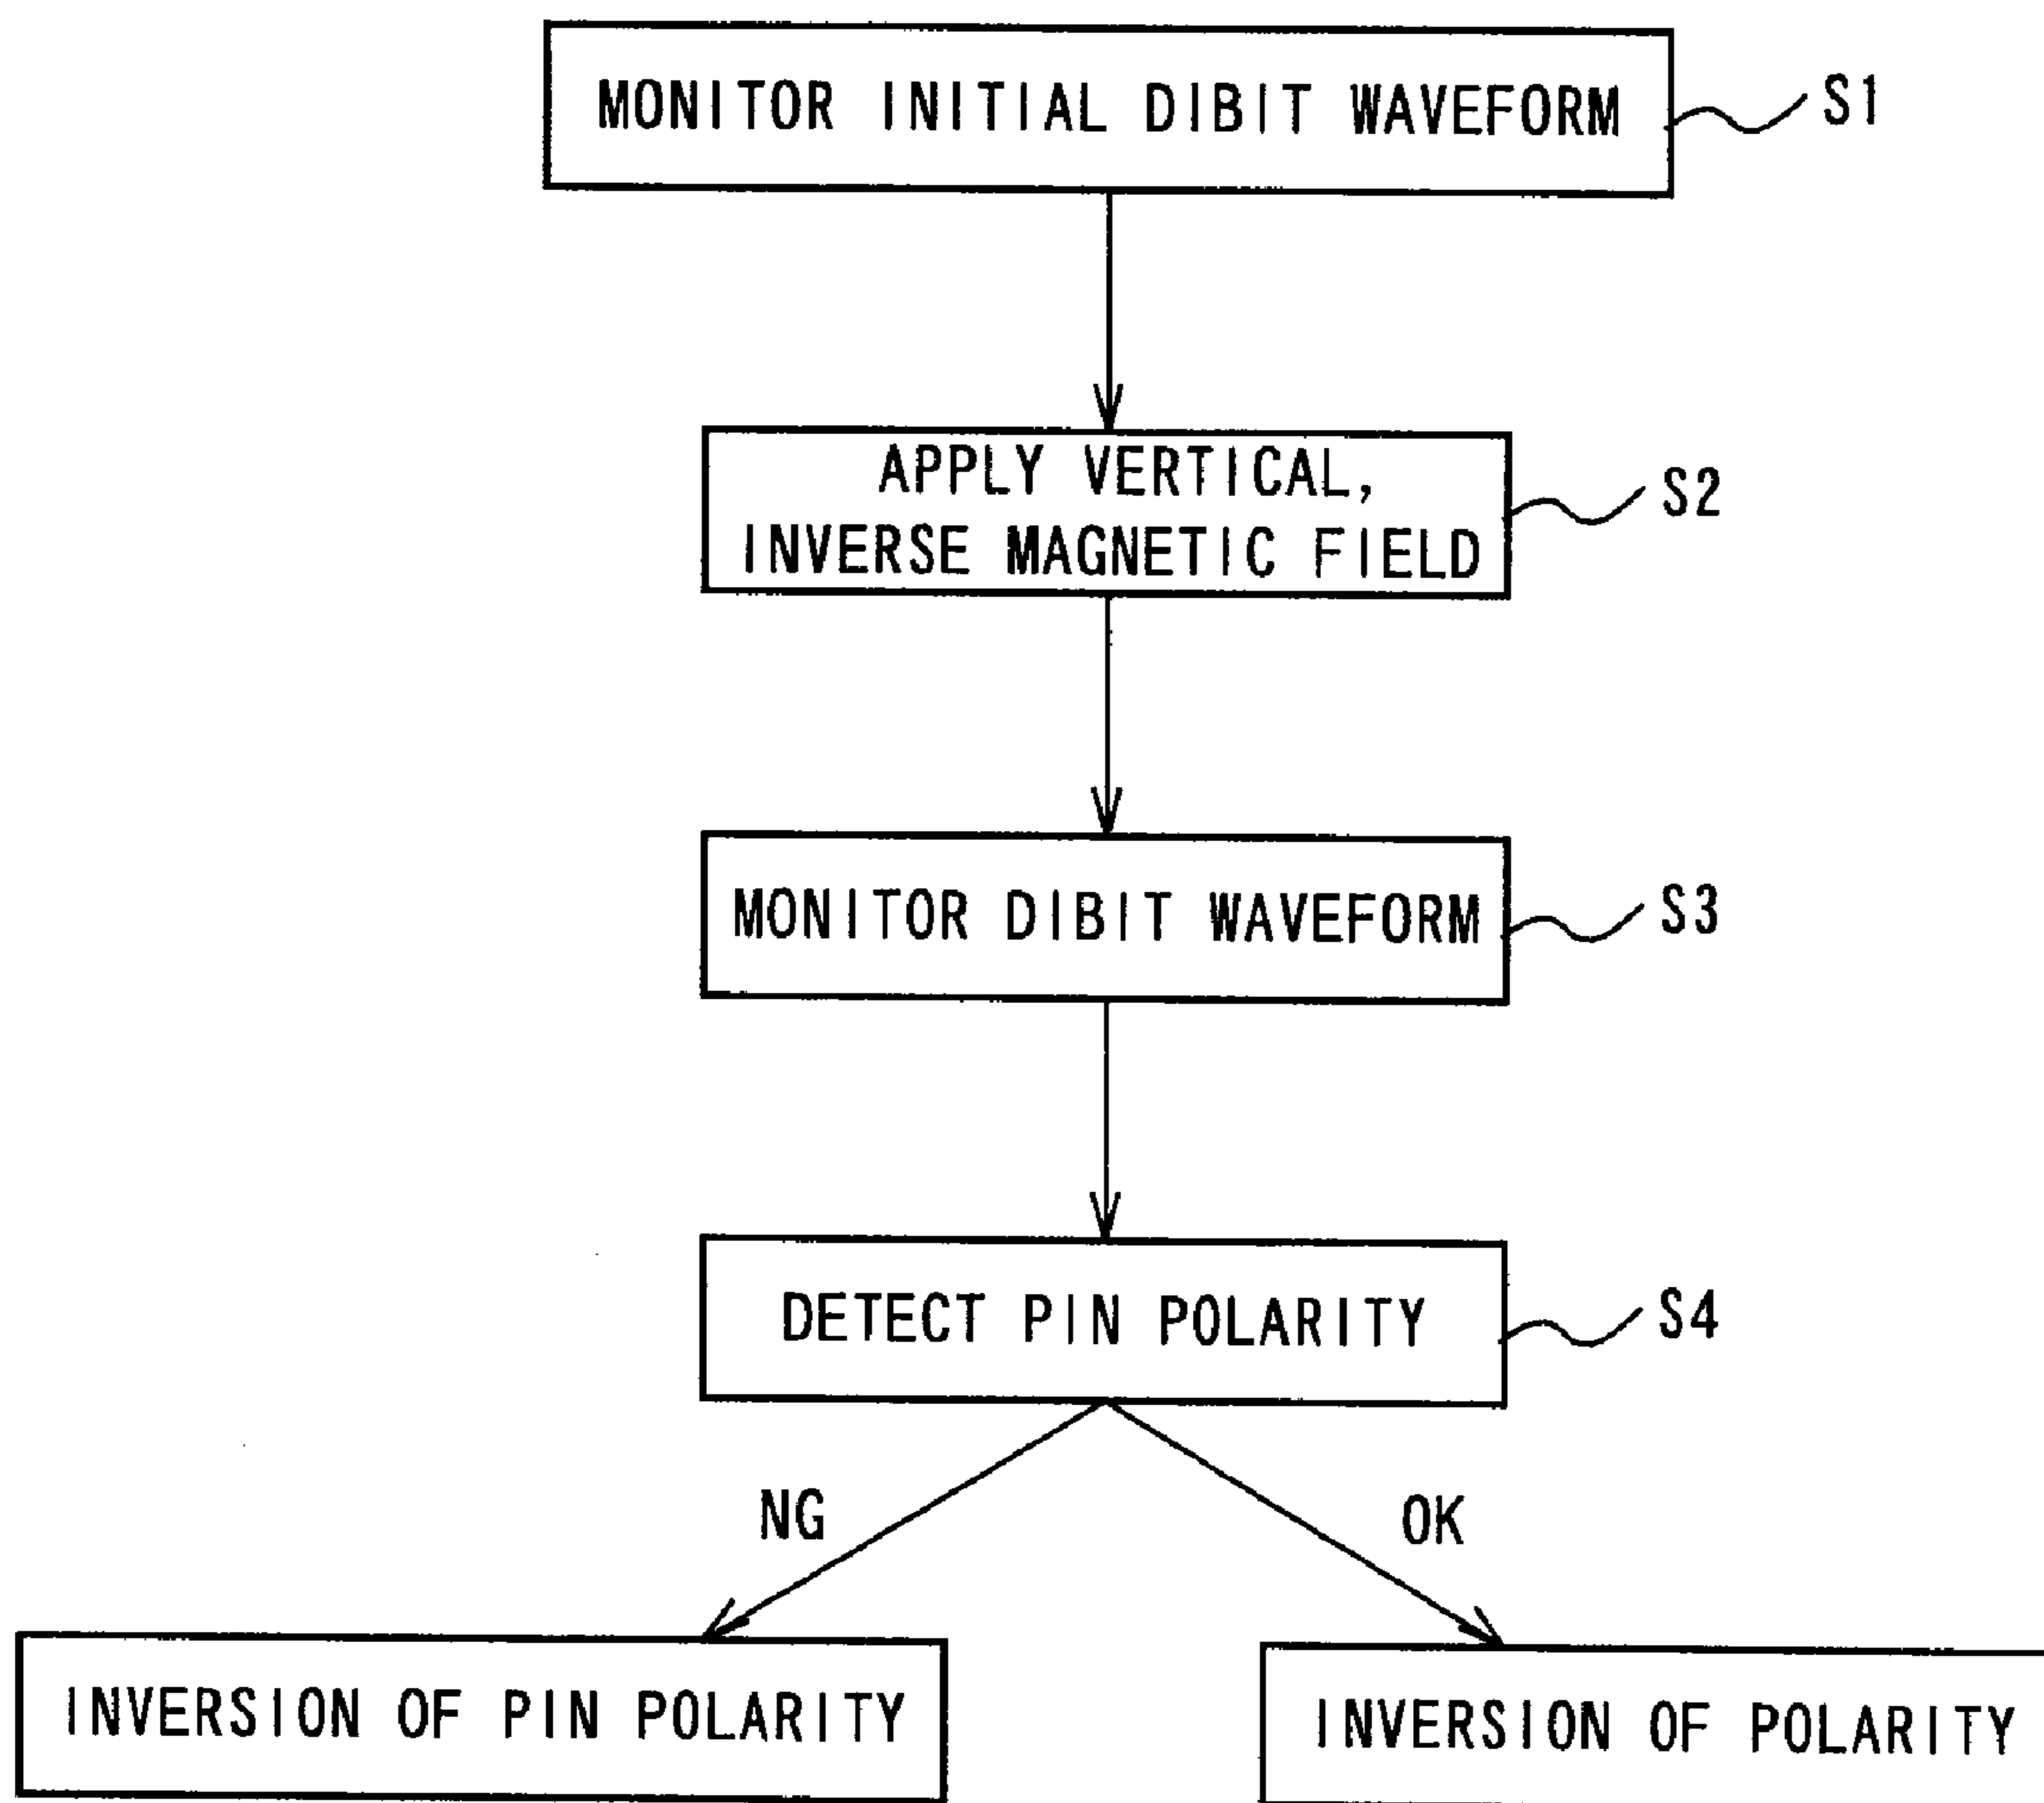 MONITOR INITIAL DIBIT WAVEFORM
S1
APPLY VERTICAL,
INVERSE MAGNETIC FIELD
S2
MONITOR DIBIT WAVEFORM
S3
DETECT PIN POLARITY
S4
NG
OK
INVERSION OF PIN POLARITY
INVERSION OF POLARITY